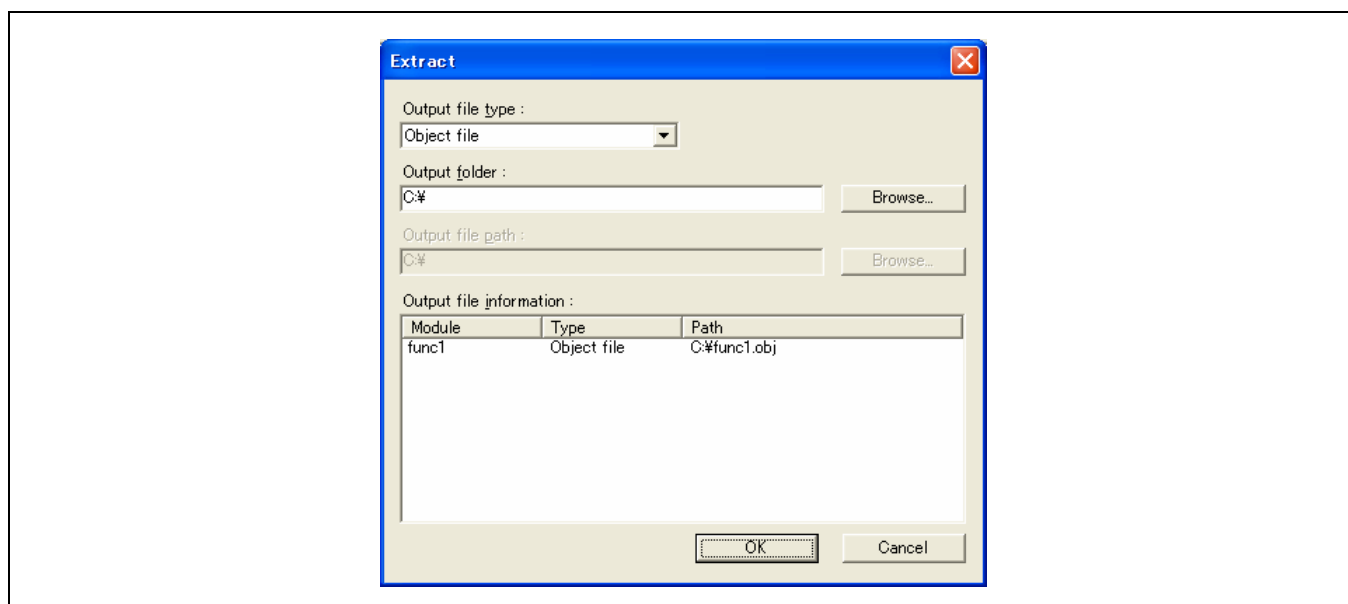 Extract
Output file type :
Object file
Output folder :
C:¥
Browse...
Output file path :
C:¥
Browse...
Output file information :
Module Type Path
func1 Object file C:¥func1.obj
OK Cancel